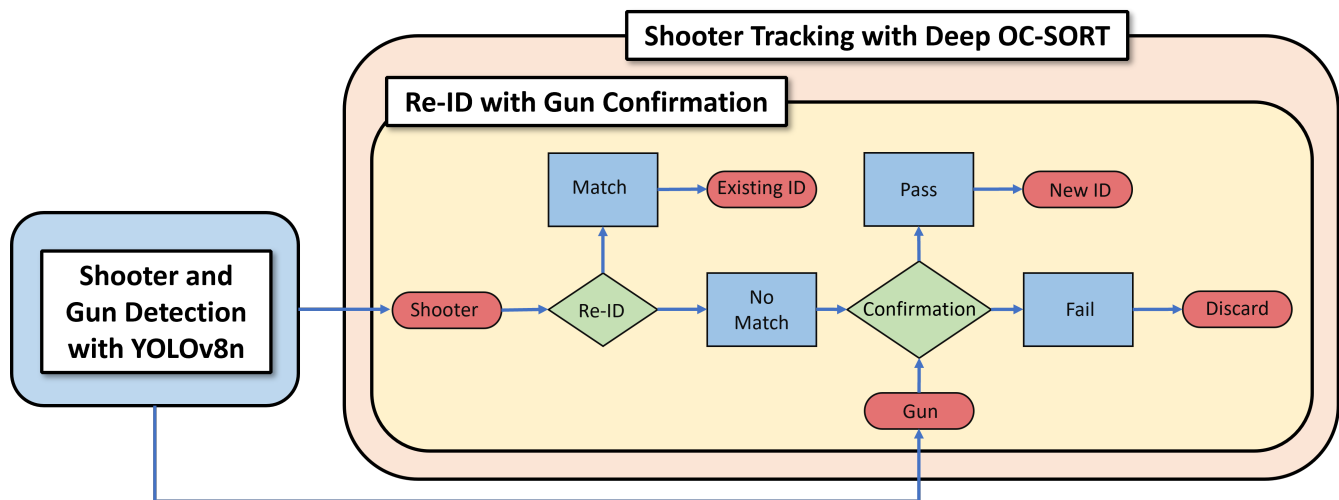 Shooter Tracking with Deep OC-SORT
Re-ID with Gun Confirmation
Match
Existing ID
Pass
New ID
Shooter and
Gun Detection
with YOLOv8n
Shooter
Re-ID
No
Match
Confirmation
Fail
Discard
Gun